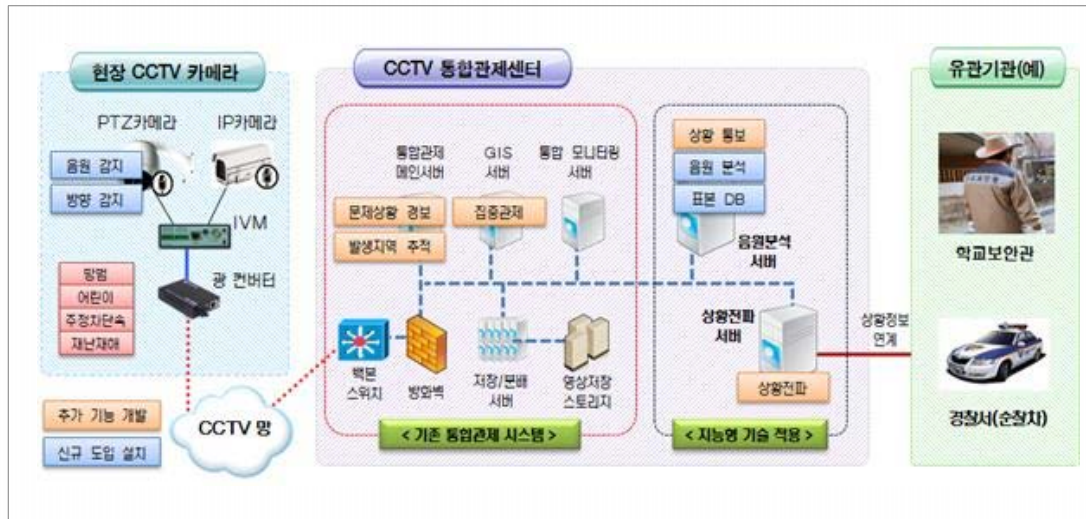 현장 CCTV 카메라
PTZ카메라
IP카메라
음원 감지
방향 감지
IVM
광 컨버터
방범
어린이
주정차단속
재난재해
추가 기능 개발
신규 도입 설치
CCTV 망
CCTV 통합관제센터
통합관제
메인서버
GIS
서버
통합 모니터링
서버
문제상황 경보
발생지역 추적
집중관제
백본
스위치
방화벽
저장/분배
서버
영상저장
스토리지
< 기존 통합관제 시스템 >
상황 통보
음원 분석
표본 DB
음원분석
서버
상황전파
서버
상황전파
< 지능형 기술 적용 >
상황정보
연계
유관기관(예)
학교보안관
경찰서(순찰차)